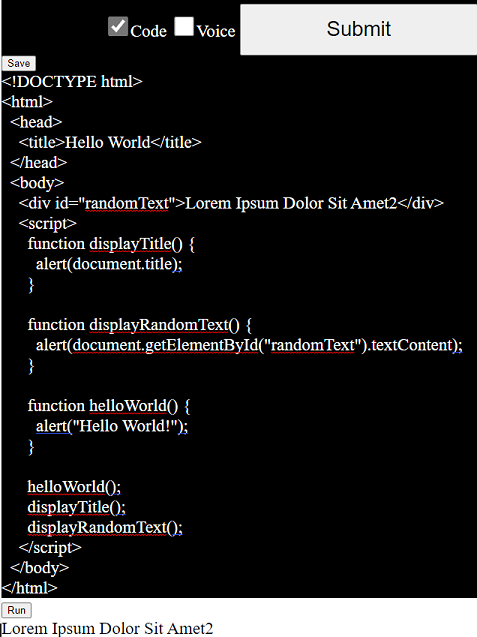 Code Voice Submit
Save
<!DOCTYPE html>
<html>
  <head>
    <title>Hello World</title>
  </head>
  <body>
    <div id="randomText">Lorem Ipsum Dolor Sit Amet2</div>
    <script>
      function displayTitle() {
        alert(document.title);
      }

      function displayRandomText() {
        alert(document.getElementById("randomText").textContent);
      }

      function helloWorld() {
        alert("Hello World!");
      }

      helloWorld();
      displayTitle();
      displayRandomText();
    </script>
  </body>
</html>
Run
Lorem Ipsum Dolor Sit Amet2